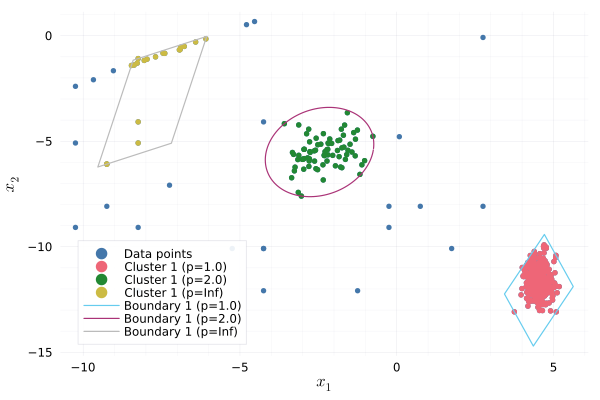 0
−5
−10
−15
x2
Data points
Cluster 1 (p=1.0)
Cluster 1 (p=2.0)
Cluster 1 (p=Inf)
Boundary 1 (p=1.0)
Boundary 1 (p=2.0)
Boundary 1 (p=Inf)
−10 −5 0 5
x1